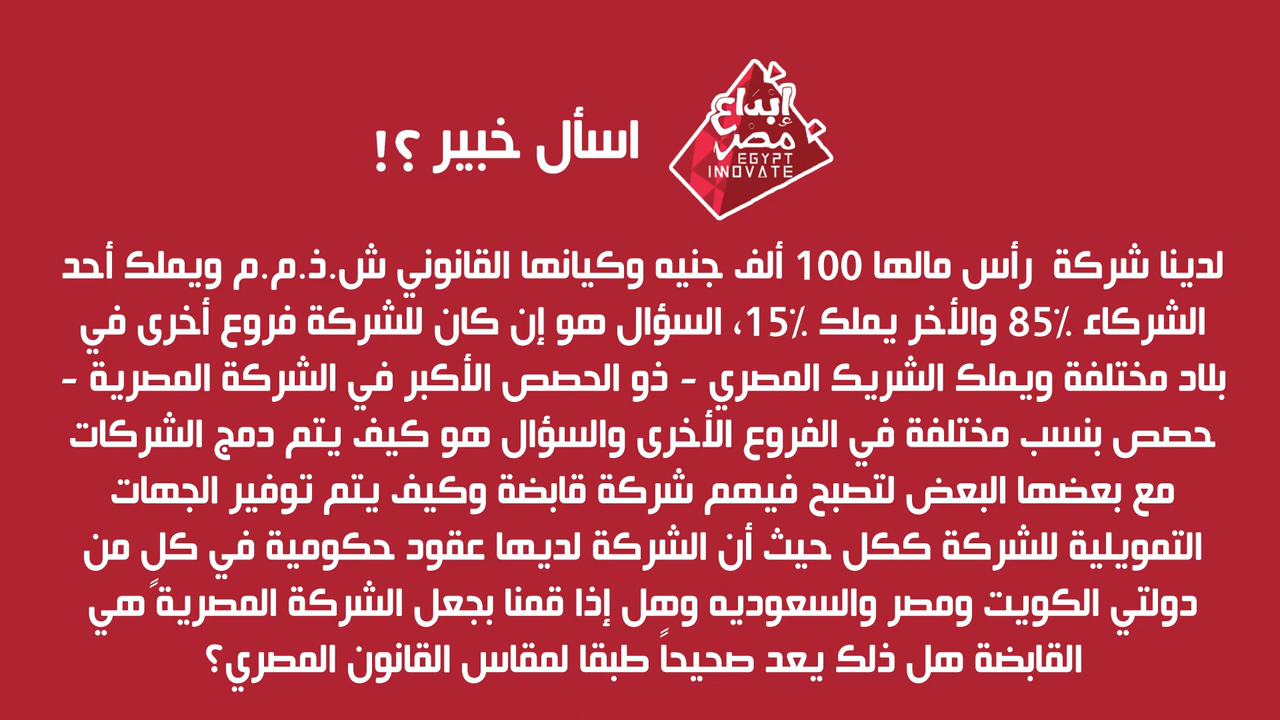 إبداع
مصر
EGYPT
INNOVATE
اسأل خبير ؟!
لدينا شركة رأس مالها 100 ألف جنيه وكيانها القانوني ش.ذ.م.م ويملك أحد
الشركاء 85٪ والأخر يملك 15٪، السؤال هو إن كان للشركة فروع أخرى في
بلاد مختلفة ويملك الشريك المصري - ذو الحصص الأكبر في الشركة المصرية -
حصص بنسب مختلفة في الفروع الأخرى والسؤال هو كيف يتم دمج الشركات
مع بعضها البعض لتصبح فيهم شركة قابضة وكيف يتم توفير الجهات
التمويلية للشركة ككل حيث أن الشركة لديها عقود حكومية في كل من
دولتي الكويت ومصر والسعوديه وهل إذا قمنا بجعل الشركة المصريةً هي
القابضة هل ذلك يعد صحيحاً طبقا لمقاس القانون المصري؟